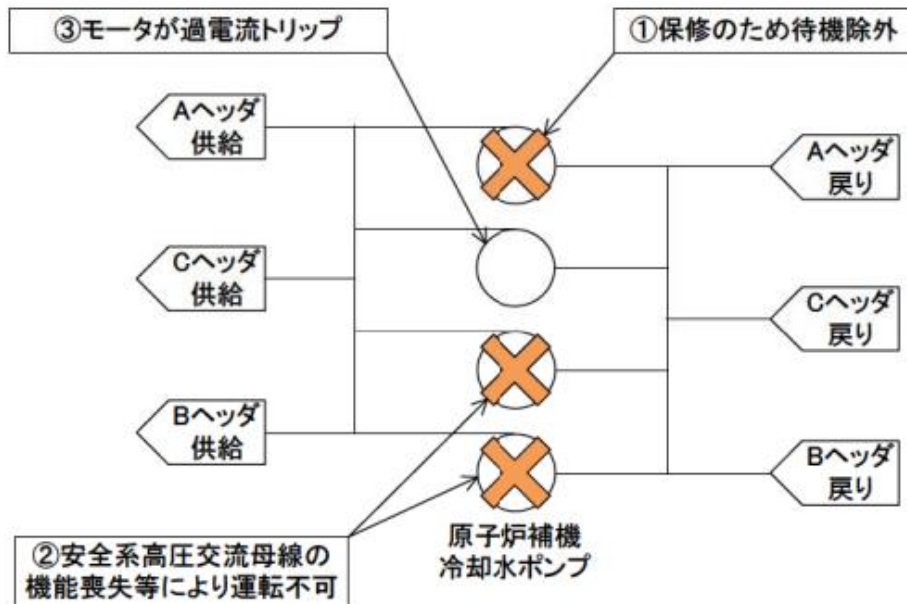 ③モータが過電流トリップ
①保修のため待機除外
Aヘッダ
供給
Aヘッダ
戻り
Cヘッダ
供給
Cヘッダ
戻り
Bヘッダ
供給
Bヘッダ
戻り
②安全系高圧交流母線の
機能喪失等により運転不可
原子炉補機
冷却水ポンプ